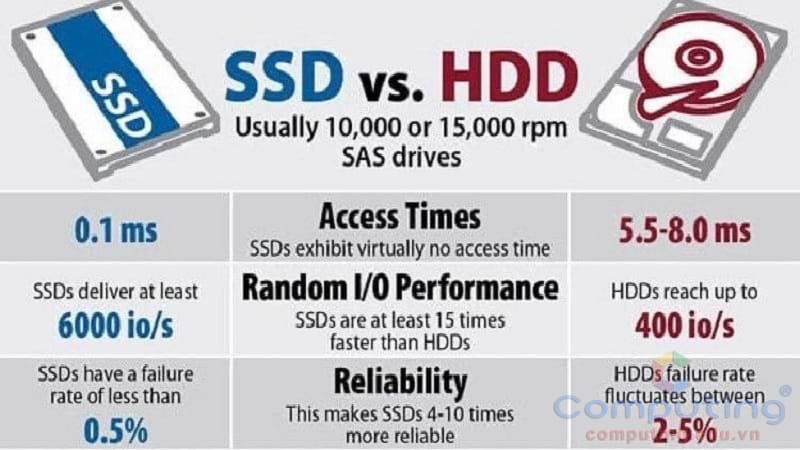 SSD
SSD vs. HDD
Usually 10,000 or 15,000 rpm
SAS drives
0.1 ms
Access Times
SSDs exhibit virtually no access time
5.5-8.0 ms
SSDs deliver at least
6000 io/s
Random I/O Performance
SSDs are at least 15 times
faster than HDDs
HDDs reach up to
400 io/s
SSDs have a failure
rate of less than
0.5%
Reliability
This makes SSDs 4-10 times
more reliable
HDDs failure rate
fluctuates between
2-5%
Computing®